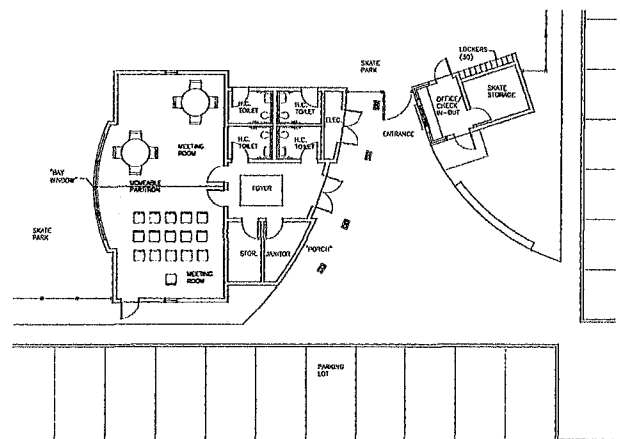 LOCKERS
(50)
SKATE
PARK
OFFICE/
CHECK
IN-OUT
SKATE
STORAGE
H.C.
TOILET
H.C.
TOILET
ELEC.
ENTRANCE
MEETING
ROOM
H.C.
TOILET
H.C.
TOILET
"BAY
WINDOW"
MOVEABLE
PARTITION
FOYER
SKATE
PARK
STOR.
JANITOR
"PORCH"
MEETING
ROOM
PARKING
LOT